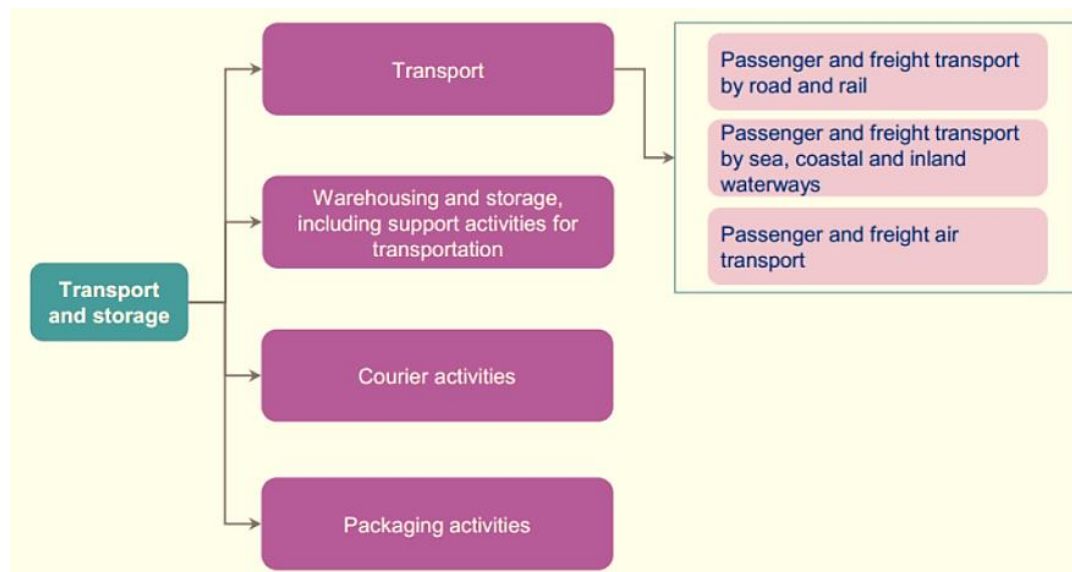 Transport
and storage
Transport
Warehousing and storage,
including support activities for
transportation
Courier activities
Packaging activities
Passenger and freight transport
by road and rail
Passenger and freight transport
by sea, coastal and inland
waterways
Passenger and freight air
transport